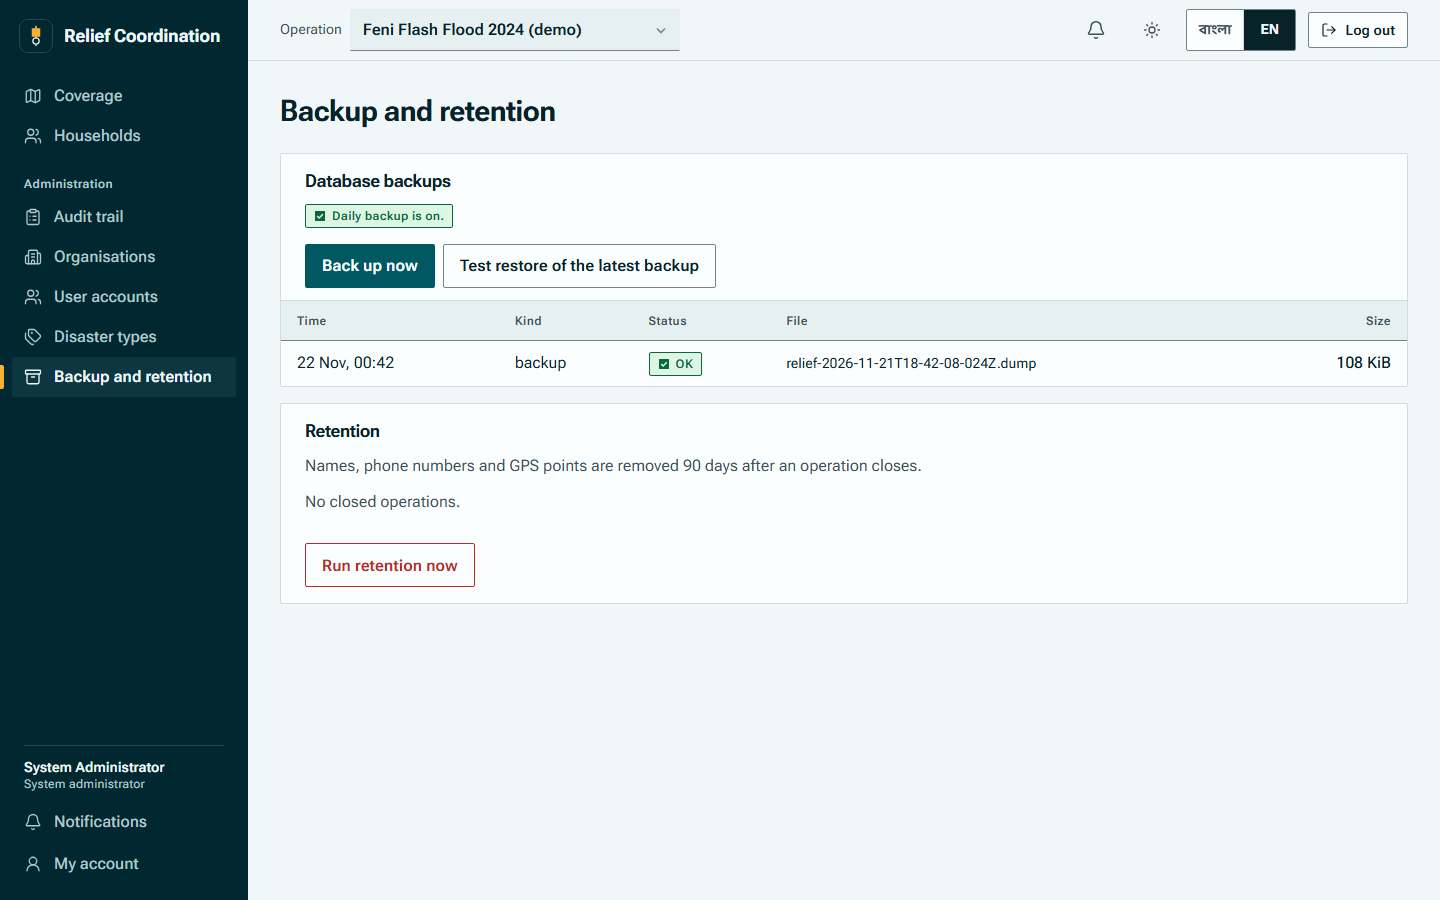 Relief Coordination
Operation
Feni Flash Flood 2024 (demo)
বাংলা
EN
Log out
Coverage
Households
Administration
Audit trail
Organisations
User accounts
Disaster types
Backup and retention
System Administrator
System administrator
Notifications
My account
Backup and retention
Database backups
Daily backup is on.
Back up now
Test restore of the latest backup
Time Kind Status File Size
22 Nov, 00:42 backup OK relief-2026-11-21T18-42-08-024Z.dump 108 KiB
Retention
Names, phone numbers and GPS points are removed 90 days after an operation closes.
No closed operations.
Run retention now